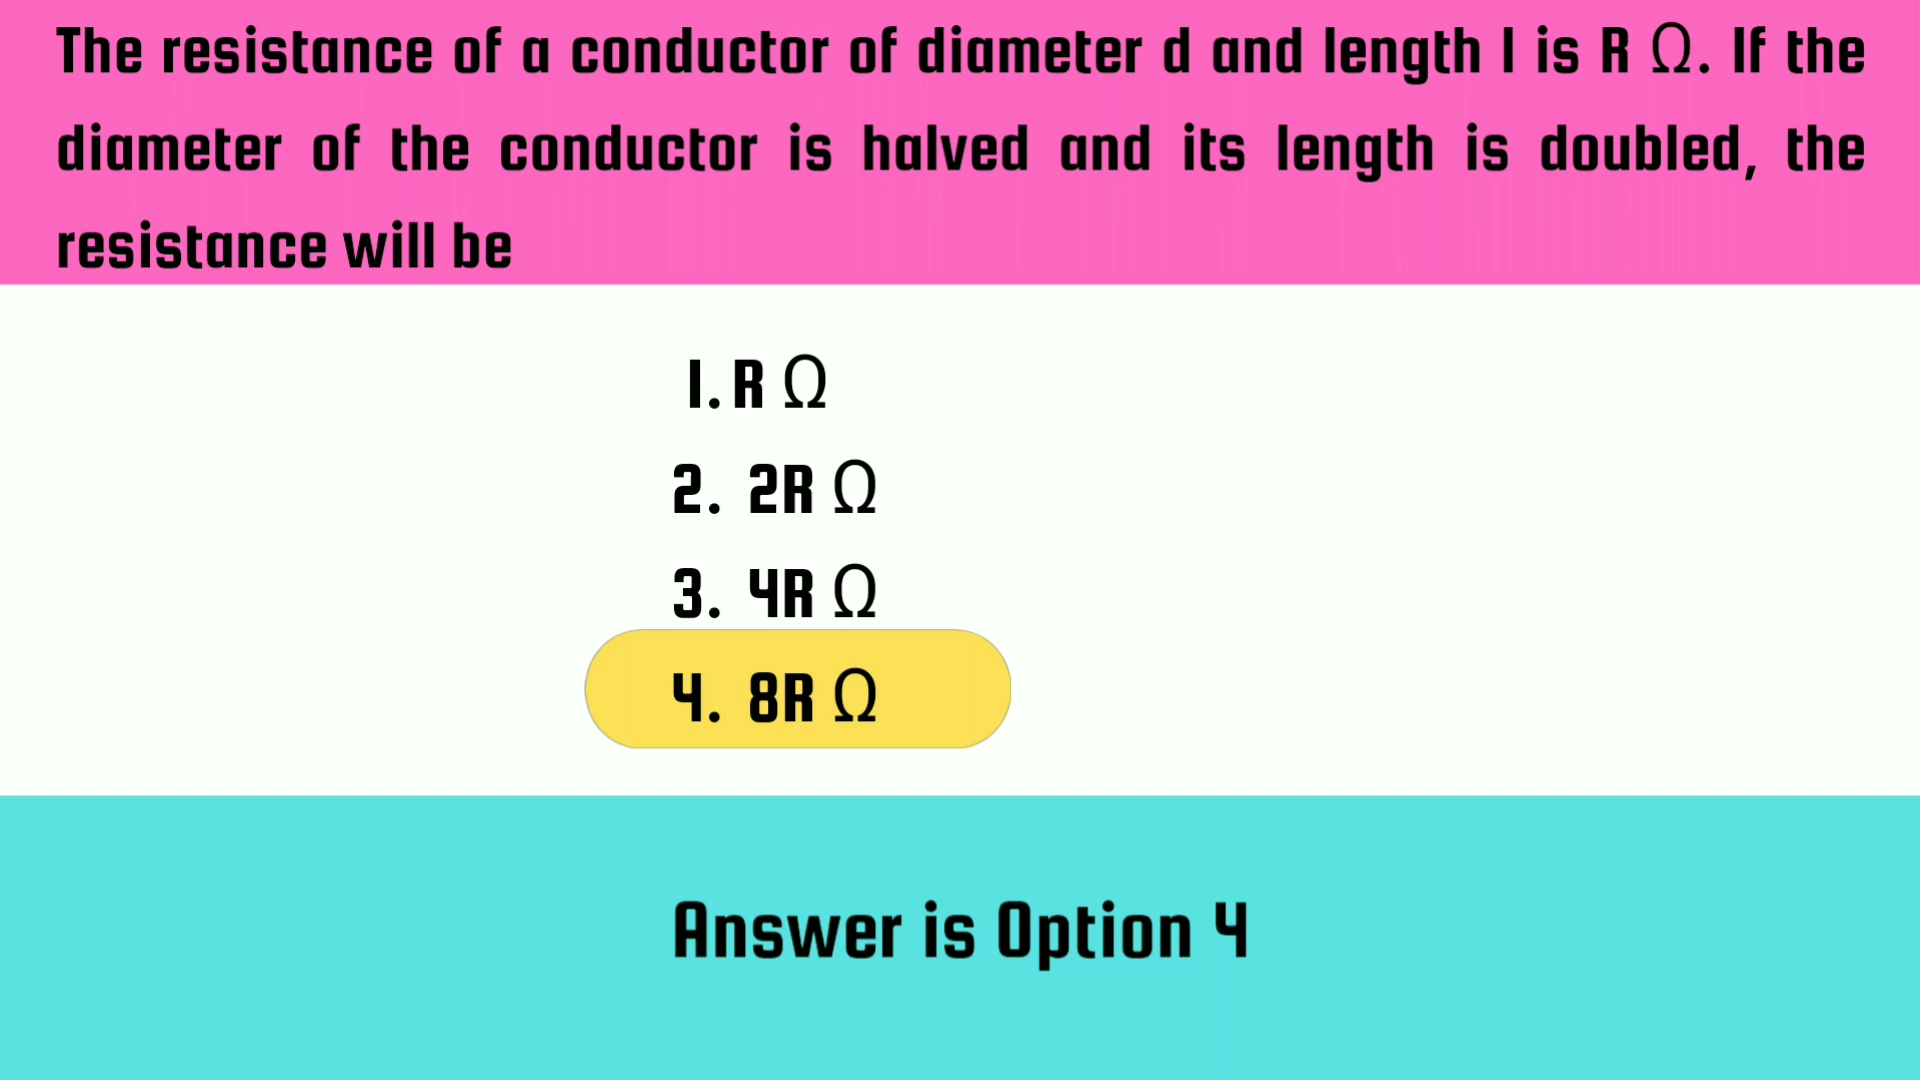 The resistance of a conductor of diameter d and length l is R Ω. If the
diameter of the conductor is halved and its length is doubled, the
resistance will be
1. R Ω
2. 2R Ω
3. 4R Ω
4. 8R Ω
Answer is Option 4